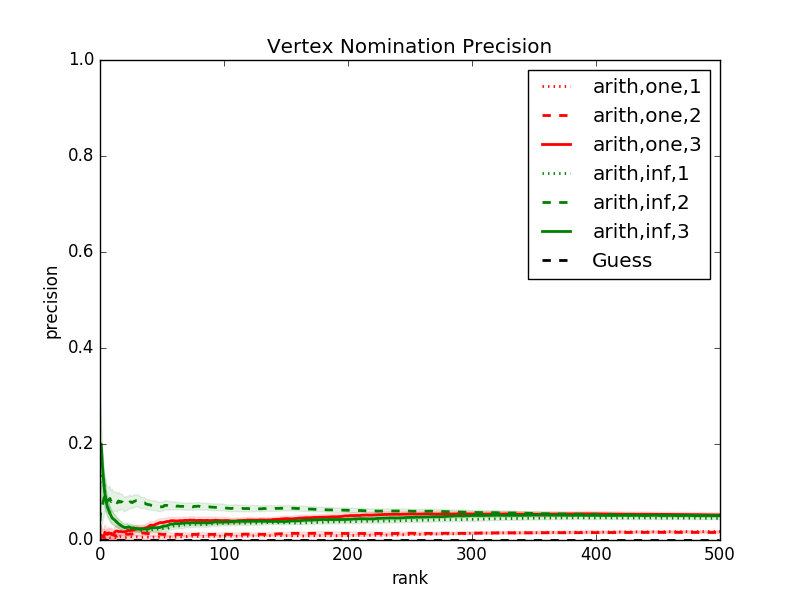 Vertex Nomination Precision
1.0
0.8
0.6
0.4
0.2
0.0
precision
arith,one,1
arith,one,2
arith,one,3
arith,inf,1
arith,inf,2
arith,inf,3
Guess
0 100 200 300 400 500
rank